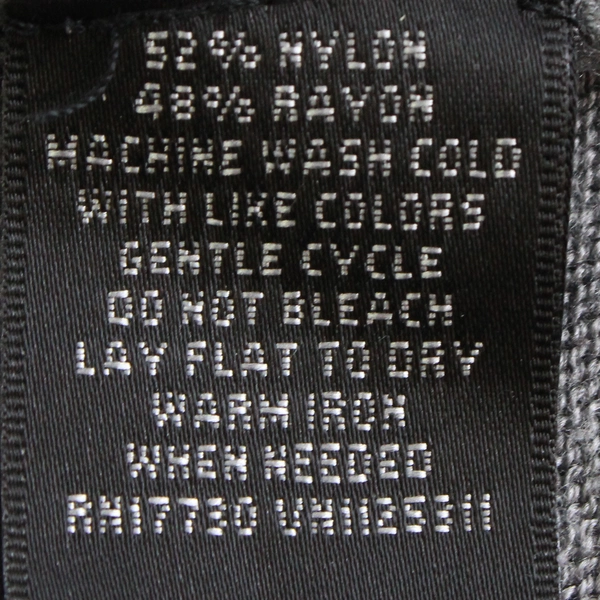 52% NYLON
48% RAYON
MACHINE WASH COLD
WITH LIKE COLORS
GENTLE CYCLE
DO NOT BLEACH
LAY FLAT TO DRY
WARM IRON
WHEN NEEDED